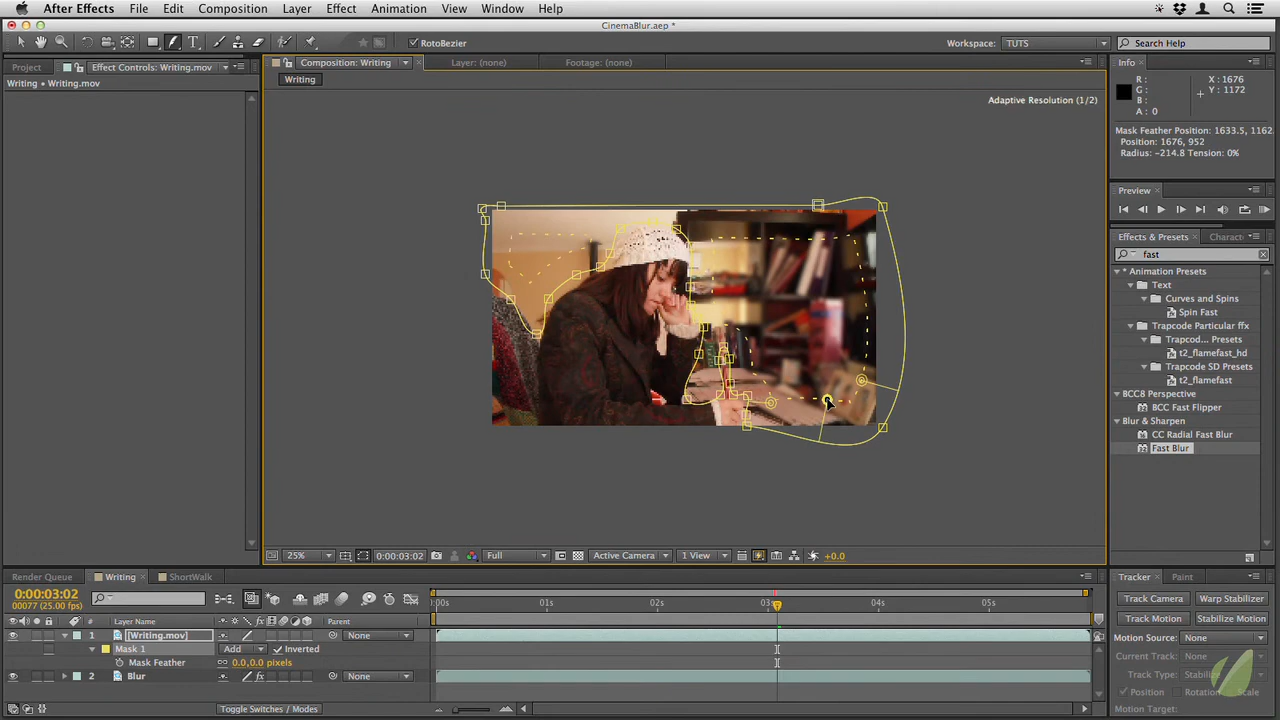 After Effects File Edit Composition Layer Effect Animation View Window Help
CinemaBlur.aep *
RotoBezier
Workspace: TUTS
Search Help
Project
Effect Controls: Writing.mov
Composition: Writing
Layer: (none)
Footage: (none)
Info
Writing • Writing.mov
Writing
Adaptive Resolution (1/2)
R:
G:
B:
A: 0
X: 1676
Y: 1172
Mask Feather Position: 1633.5, 1162
Position: 1676, 952
Radius: -214.8 Tension: 0%
Preview
Effects & Presets
Charact
fast
* Animation Presets
Text
Curves and Spins
Spin Fast
Trapcode Particular ffx
Trapcod... Presets
t2_flamefast_hd
Trapcode SD Presets
t2_flamefast
BCC8 Perspective
BCC Fast Flipper
Blur & Sharpen
CC Radial Fast Blur
Fast Blur
25%
0:00:03:02
Full
Active Camera
1 View
+0.0
Render Queue
Writing
ShortWalk
0:00:03:02
00077 (25.00 fps)
:00s 01s 02s 03s 04s 05s
# Layer Name
Parent
1 [Writing.mov]
None
Mask 1
Add
Inverted
Mask Feather
0.0,0.0 pixels
2 Blur
None
Toggle Switches / Modes
Tracker
Paint
Track Camera
Warp Stabilizer
Track Motion
Stabilize Motion
Motion Source: None
Current Track: None
Track Type: Stabilize
Position
Rotation
Scale
Motion Target: